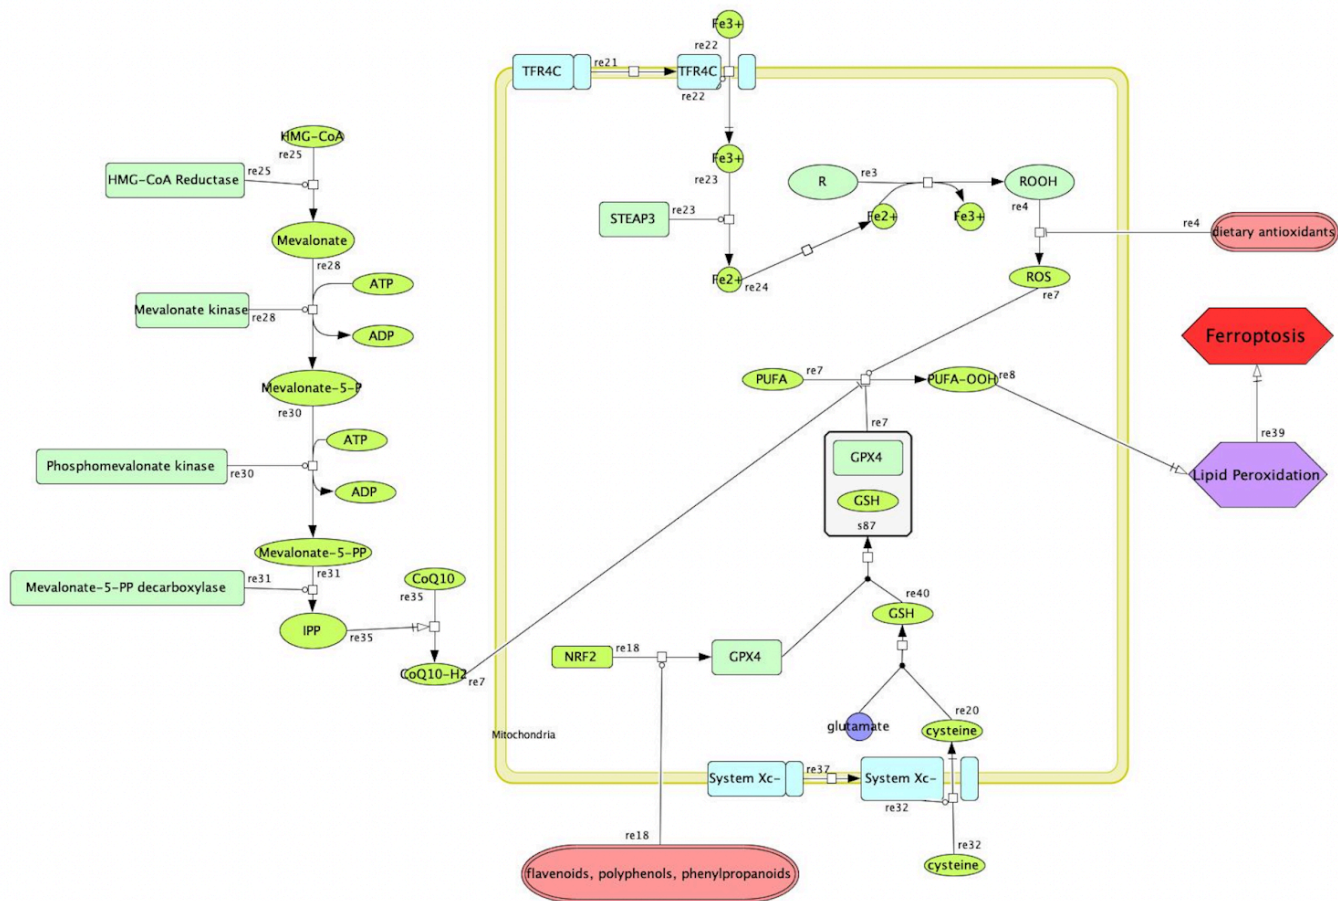 Fe3+
re22
TFR4C
re21
TFR4C
re22
HMG-CoA
re25
HMG-CoA Reductase
re25
Fe3+
re23
R
re3
ROOH
re4
STEAP3
re23
Fe2+
Fe3+
re4
dietary antioxidants
Mevalonate
re28
Fe2+
re24
ROS
re7
ATP
Mevalonate kinase
re28
ADP
Ferroptosis
Mevalonate-5-P
re30
PUFA
re7
PUFA-OOH
re8
re7
re39
ATP
Phosphomevalonate kinase
re30
GPX4
Lipid Peroxidation
ADP
GSH
s87
Mevalonate-5-PP
re31
Mevalonate-5-PP decarboxylase
re31
CoQ10
re35
re40
GSH
IPP
re35
NRF2
re18
GPX4
CoQ10-H2
re7
re20
glutamate
cysteine
Mitochondria
System Xc-
re37
System Xc-
re32
re18
re32
cysteine
flavenoids, polyphenols, phenylpropanoids